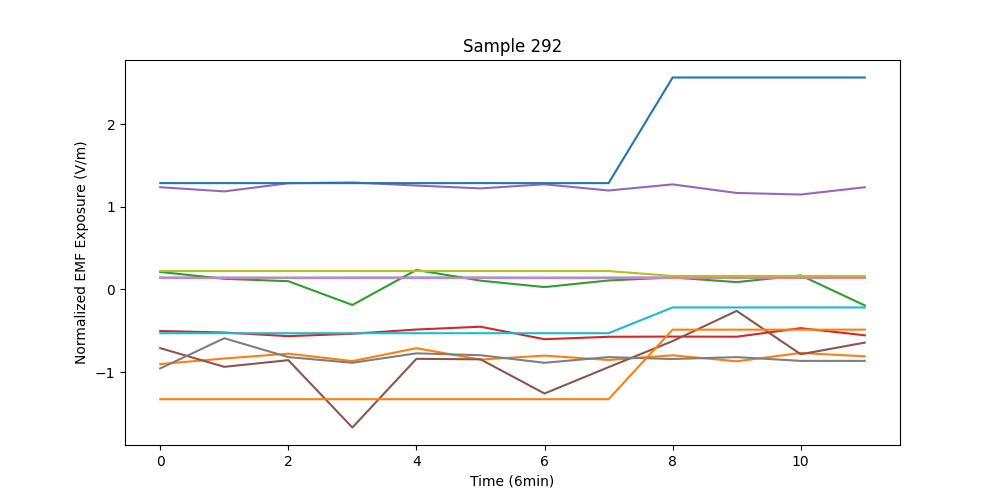 Sample 292
Normalized EMF Exposure (V/m)
2
1
0
−1
0 2 4 6 8 10
Time (6min)